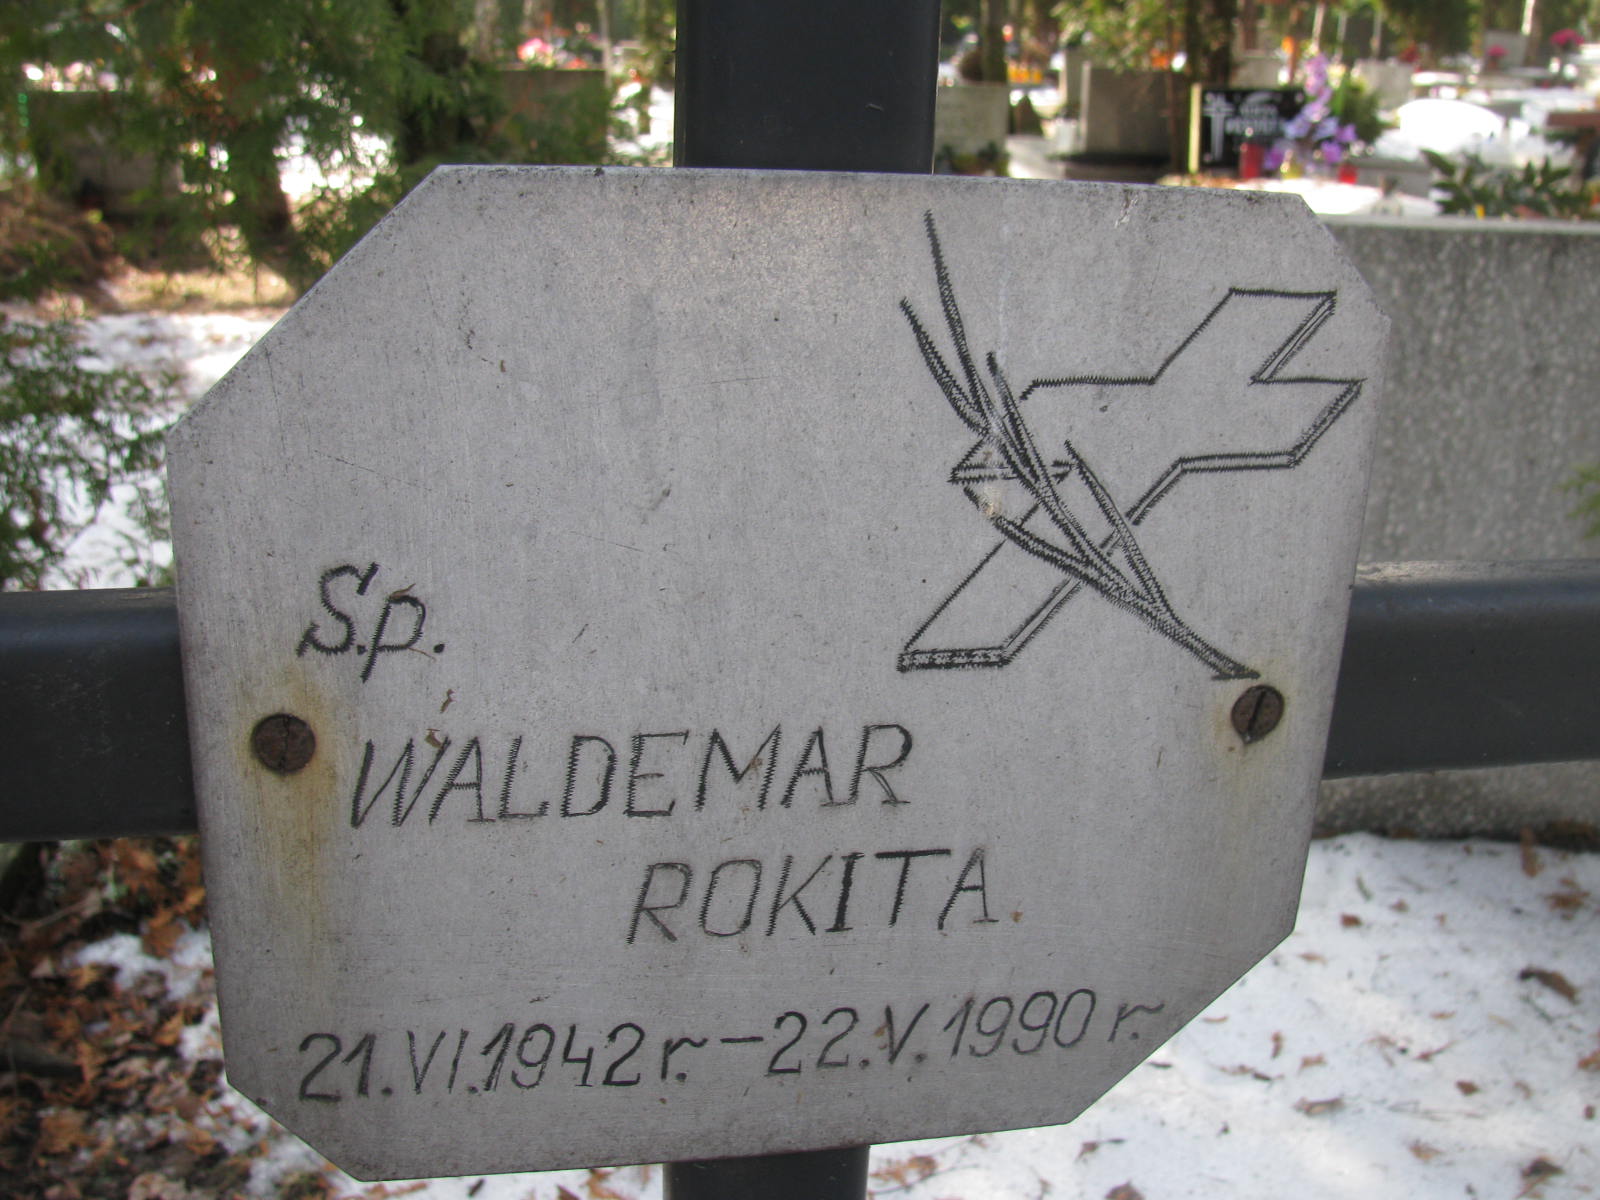 S.p.
WALDEMAR
ROKITA
21.VI.1942 r. – 22.V.1990 r.